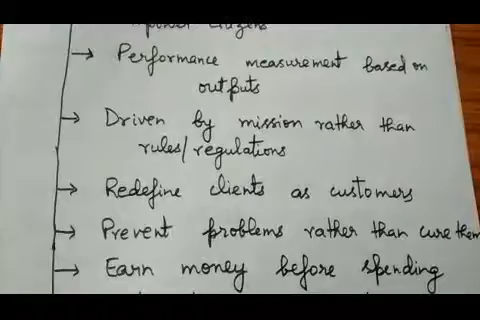 citizens
→ Performance measurement based on
outputs
→ Driven by mission rather than
rules/regulations
→ Redefine clients as customers
→ Prevent problems rather than cure them
→ Earn money before spending